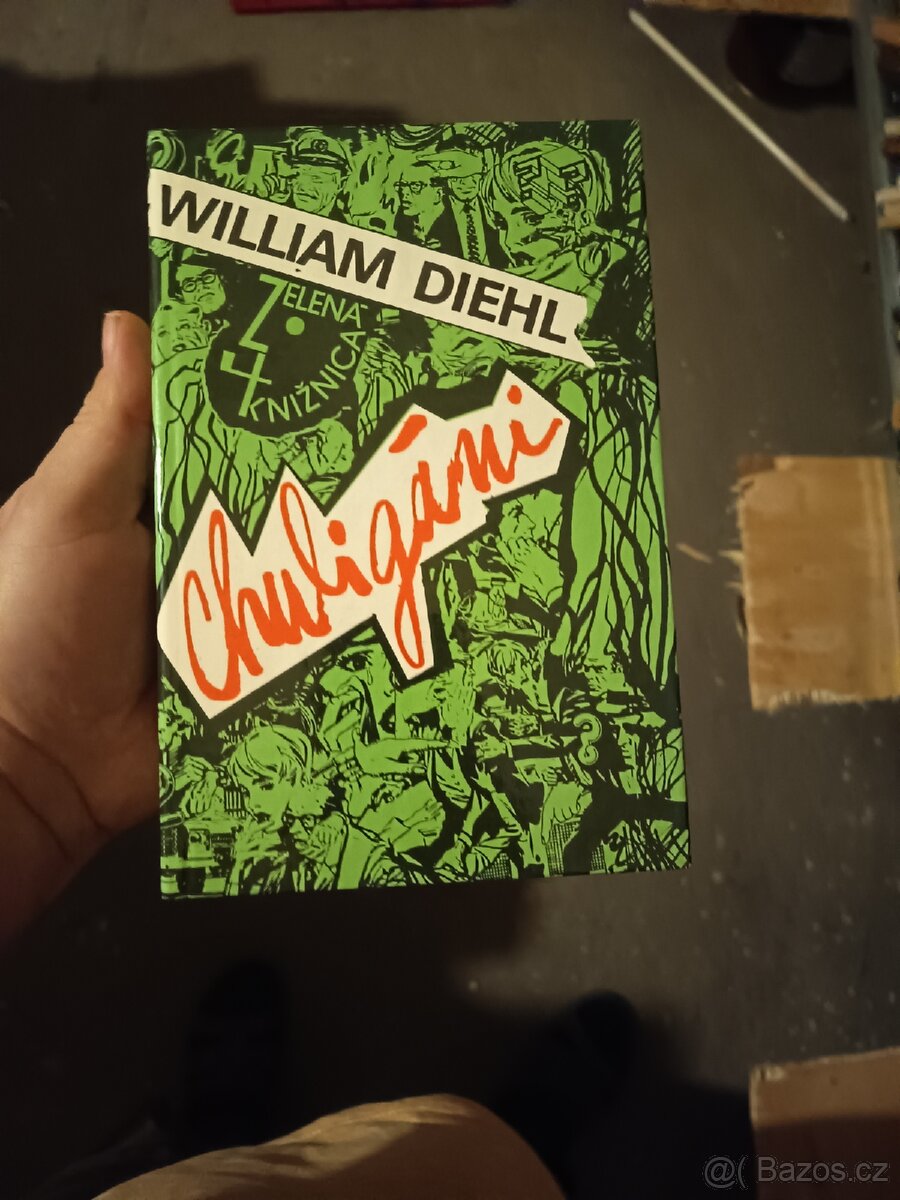 WILLIAM DIEHL
ZELENÁ
KNIŽNICA
Chuligáni
@( Bazos.cz